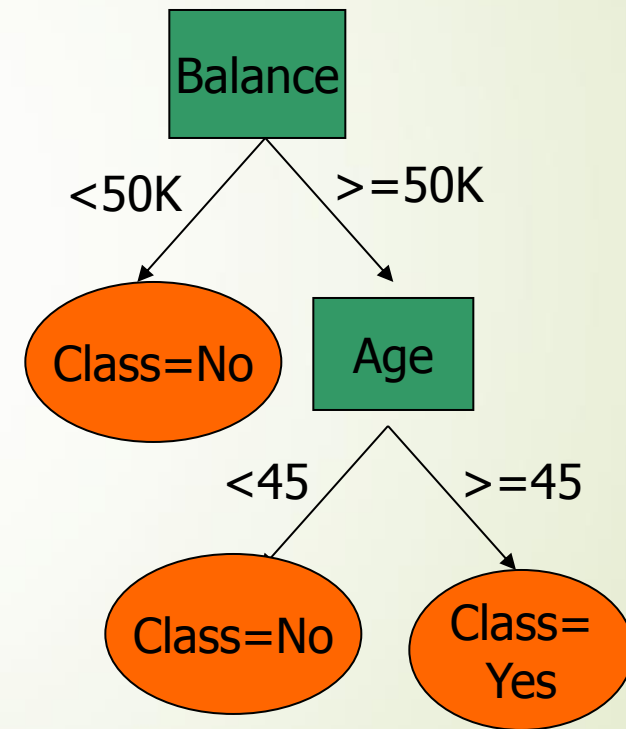 Balance
<50K
>=50K
Class=No
Age
<45
>=45
Class=No
Class=
Yes